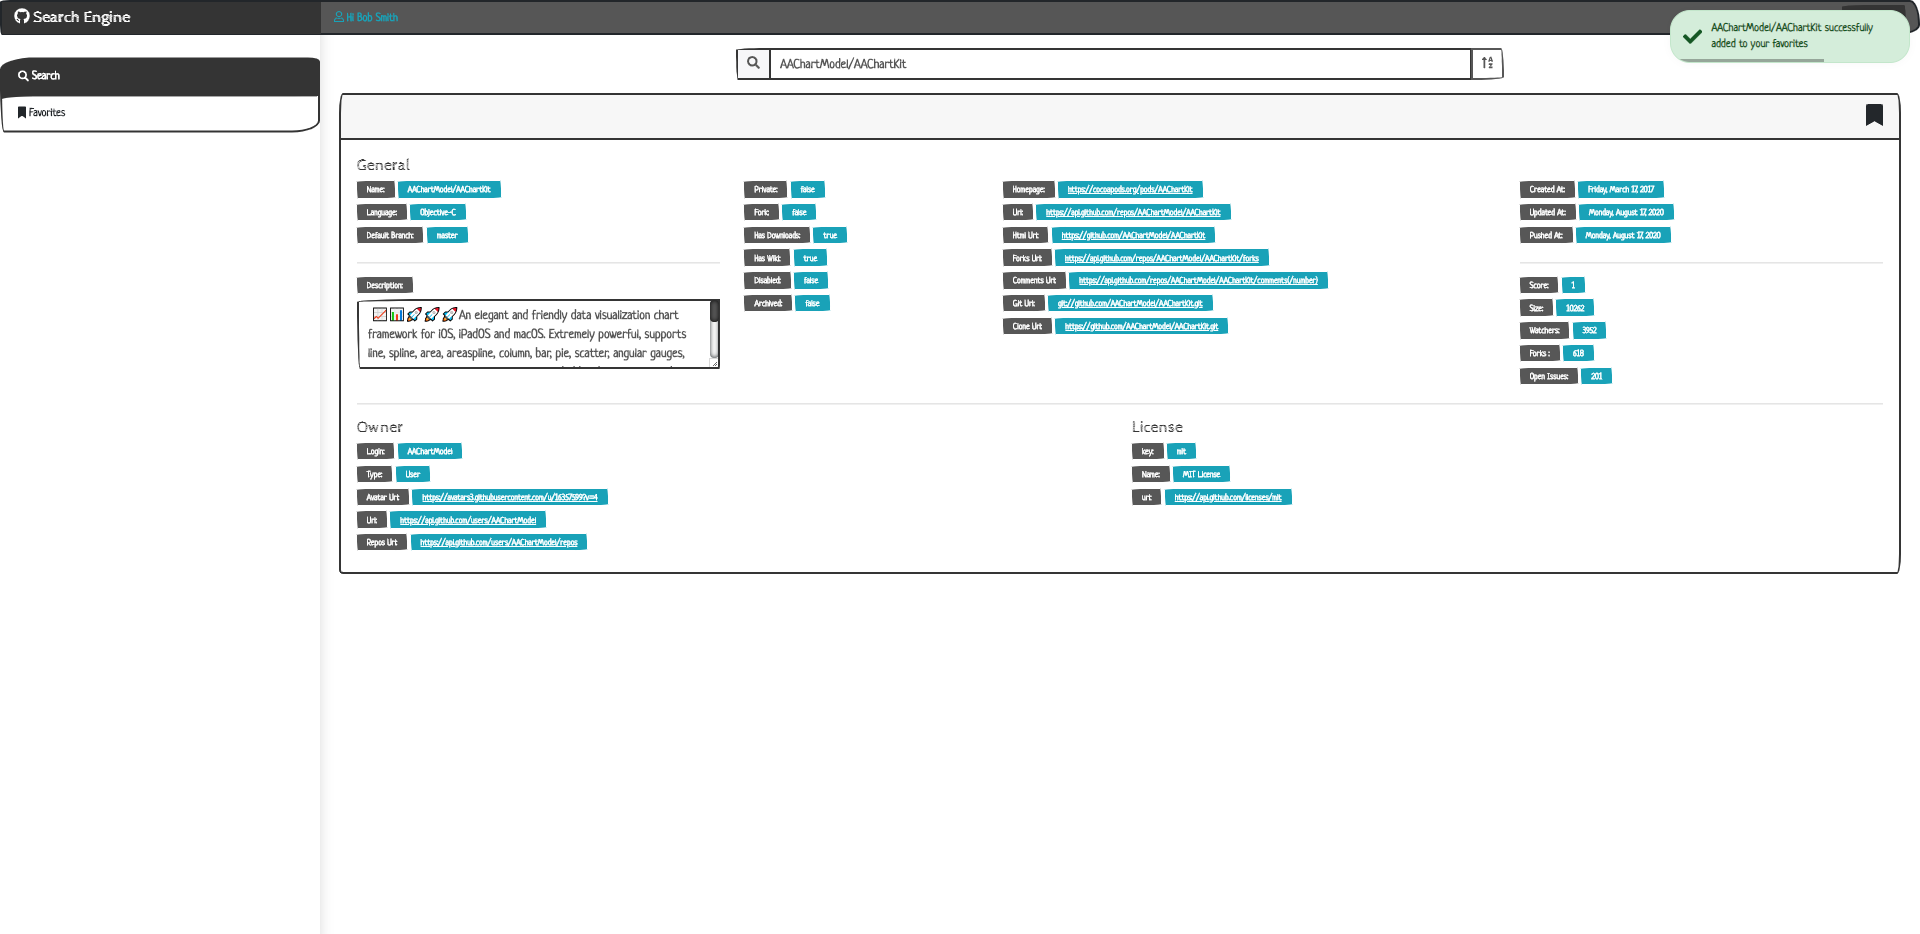 Search Engine
Hi Bob Smith
AAChartModel/AAChartKit successfully
added to your favorites
Search
Favorites
AAChartModel/AAChartKit
General
Name: AAChartModel/AAChartKit
Language: Objective-C
Default Branch: master
Description:
📈📊🚀🚀🚀An elegant and friendly data visualization chart
framework for iOS, iPadOS and macOS. Extremely powerful, supports
line, spline, area, areaspline, column, bar, pie, scatter, angular gauges,
Private: false
Fork: false
Has Downloads: true
Has Wiki: true
Disabled: false
Archived: false
Homepage: https://cocoapods.org/pods/AAChartKit
Url: https://api.github.com/repos/AAChartModel/AAChartKit
Html Url: https://github.com/AAChartModel/AAChartKit
Forks Url: https://api.github.com/repos/AAChartModel/AAChartKit/forks
Comments Url: https://api.github.com/repos/AAChartModel/AAChartKit/comments{/number}
Git Url: git://github.com/AAChartModel/AAChartKit.git
Clone Url: https://github.com/AAChartModel/AAChartKit.git
Created At: Friday, March 17, 2017
Updated At: Monday, August 17, 2020
Pushed At: Monday, August 17, 2020
Score: 1
Size: 10262
Watchers: 3952
Forks : 618
Open Issues: 201
Owner
Login: AAChartModel
Type: User
Avatar Url: https://avatars3.githubusercontent.com/u/16357599?v=4
Url: https://api.github.com/users/AAChartModel
Repos Url: https://api.github.com/users/AAChartModel/repos
License
key: mit
Name: MIT License
url: https://api.github.com/licenses/mit